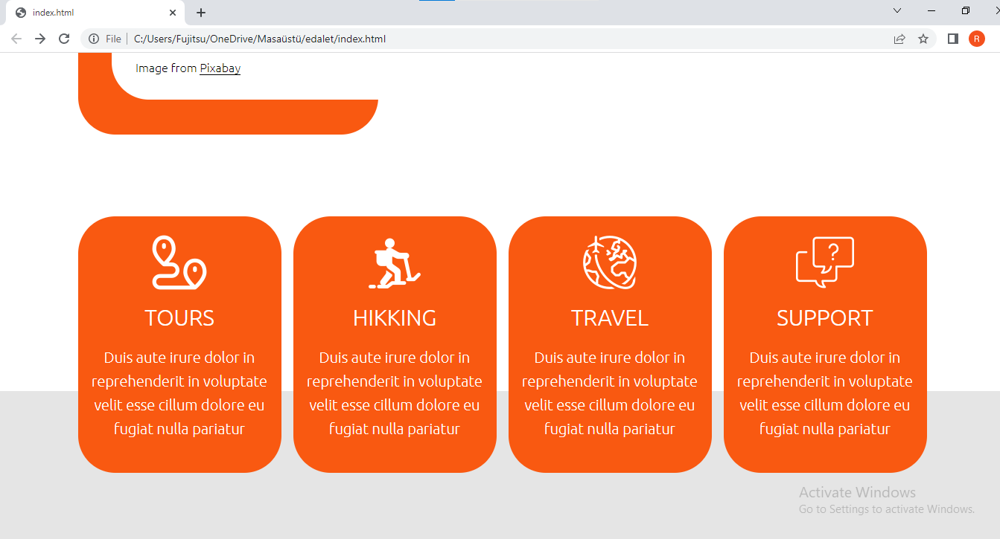 index.html
File
C:/Users/Fujitsu/OneDrive/Masaüstü/edalet/index.html
R
Image from Pixabay
TOURS
Duis aute irure dolor in
reprehenderit in voluptate
velit esse cillum dolore eu
fugiat nulla pariatur
HIKKING
Duis aute irure dolor in
reprehenderit in voluptate
velit esse cillum dolore eu
fugiat nulla pariatur
TRAVEL
Duis aute irure dolor in
reprehenderit in voluptate
velit esse cillum dolore eu
fugiat nulla pariatur
?
SUPPORT
Duis aute irure dolor in
reprehenderit in voluptate
velit esse cillum dolore eu
fugiat nulla pariatur
Activate Windows
Go to Settings to activate Windows.